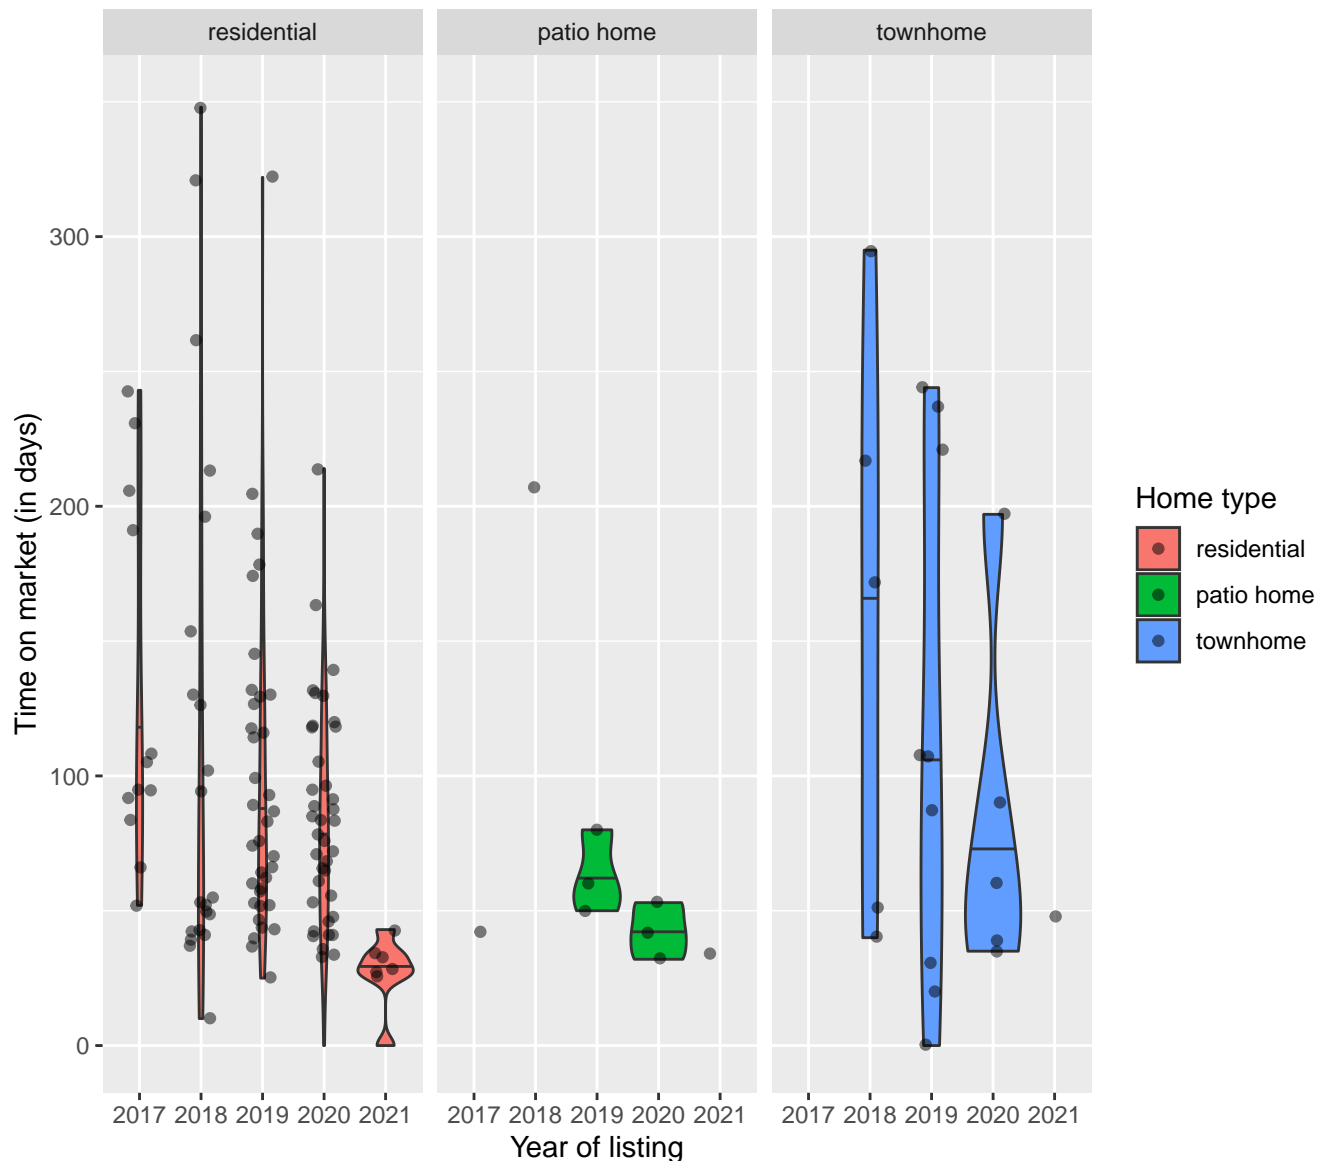 residential patio home townhome
300
200
100
0
Time on market (in days)
2017 2018 2019 2020 2021 2017 2018 2019 2020 2021 2017 2018 2019 2020 2021
Year of listing
Home type
residential
patio home
townhome